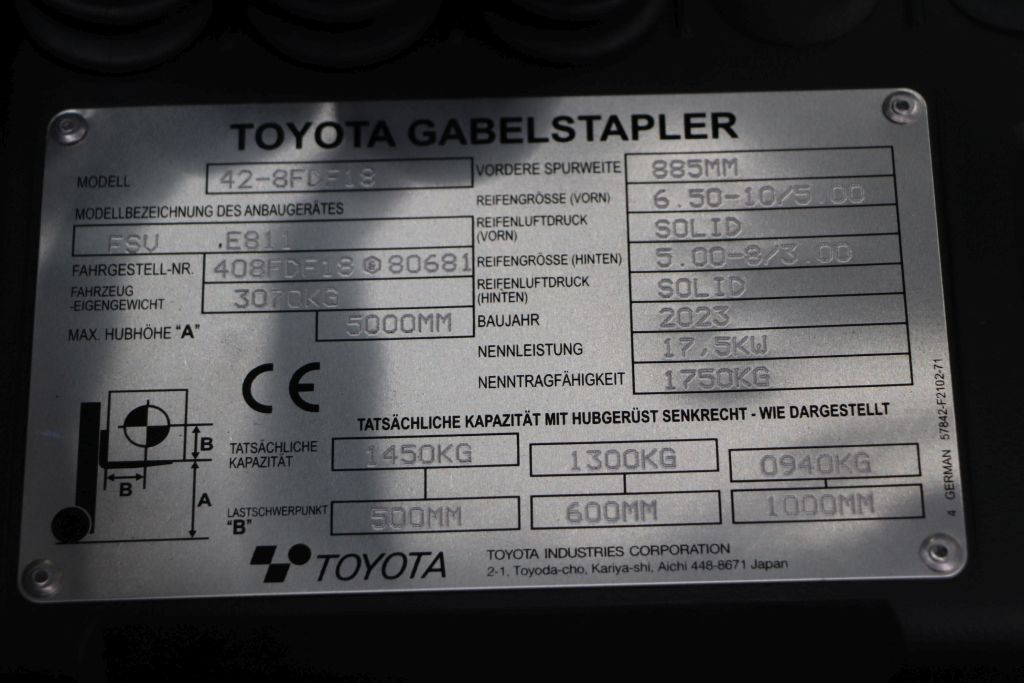 TOYOTA GABELSTAPLER
MODELL 42-8FDF18
MODELLBEZEICHNUNG DES ANBAUGERÄTES
FSV .E811
FAHRGESTELL-NR. 408FDF18 80681
FAHRZEUG
-EIGENGEWICHT 3070KG
MAX. HUBHÖHE "A" 5000MM
VORDERE SPURWEITE 885MM
REIFENGRÖSSE (VORN) 6.50-10/5.00
REIFENLUFTDRUCK
(VORN) SOLID
REIFENGRÖSSE (HINTEN) 5.00-8/3.00
REIFENLUFTDRUCK
(HINTEN) SOLID
BAUJAHR 2023
NENNLEISTUNG 17,5KW
NENNTRAGFÄHIGKEIT 1750KG
CE
TATSÄCHLICHE KAPAZITÄT MIT HUBGERÜST SENKRECHT - WIE DARGESTELLT
B
B
A
TATSÄCHLICHE
KAPAZITÄT 1450KG 1300KG 0940KG
LASTSCHWERPUNKT
"B" 500MM 600MM 1000MM
TOYOTA
TOYOTA INDUSTRIES CORPORATION
2-1, Toyoda-cho, Kariya-shi, Aichi 448-8671 Japan
4 GERMAN 57842-F2102-71